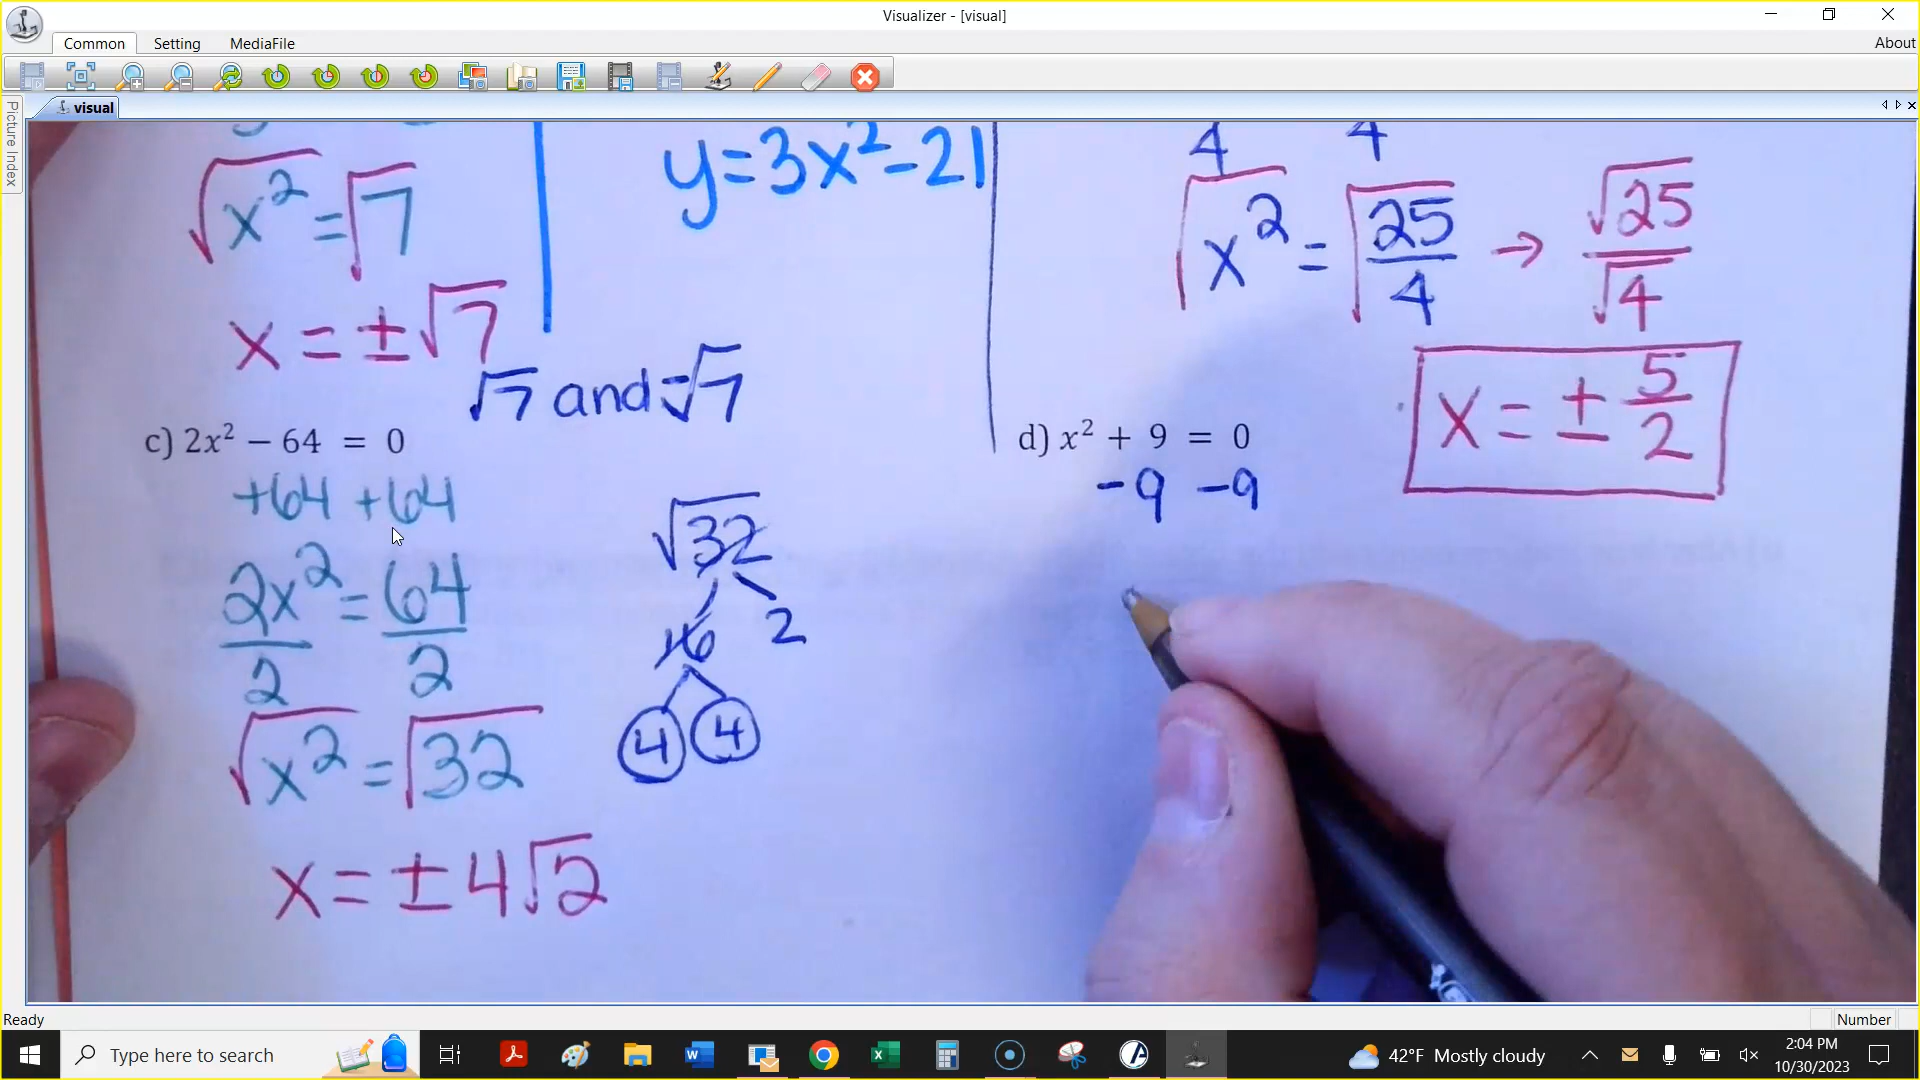 Visualizer - [visual]
Common Setting MediaFile About
visual
Picture Index
y=3x²-21
4 4
√x² = √7
√x² = √25/4 → √25/√4
x = ±√7
√7 and -√7
x = ± 5/2
c) 2x² − 64 = 0
+64 +64
2x² = 64
2 2
√x² = √32
x = ±4√2
√32
16 2
4 4
d) x² + 9 = 0
-9 -9
Ready Number
Type here to search
42°F Mostly cloudy
2:04 PM
10/30/2023